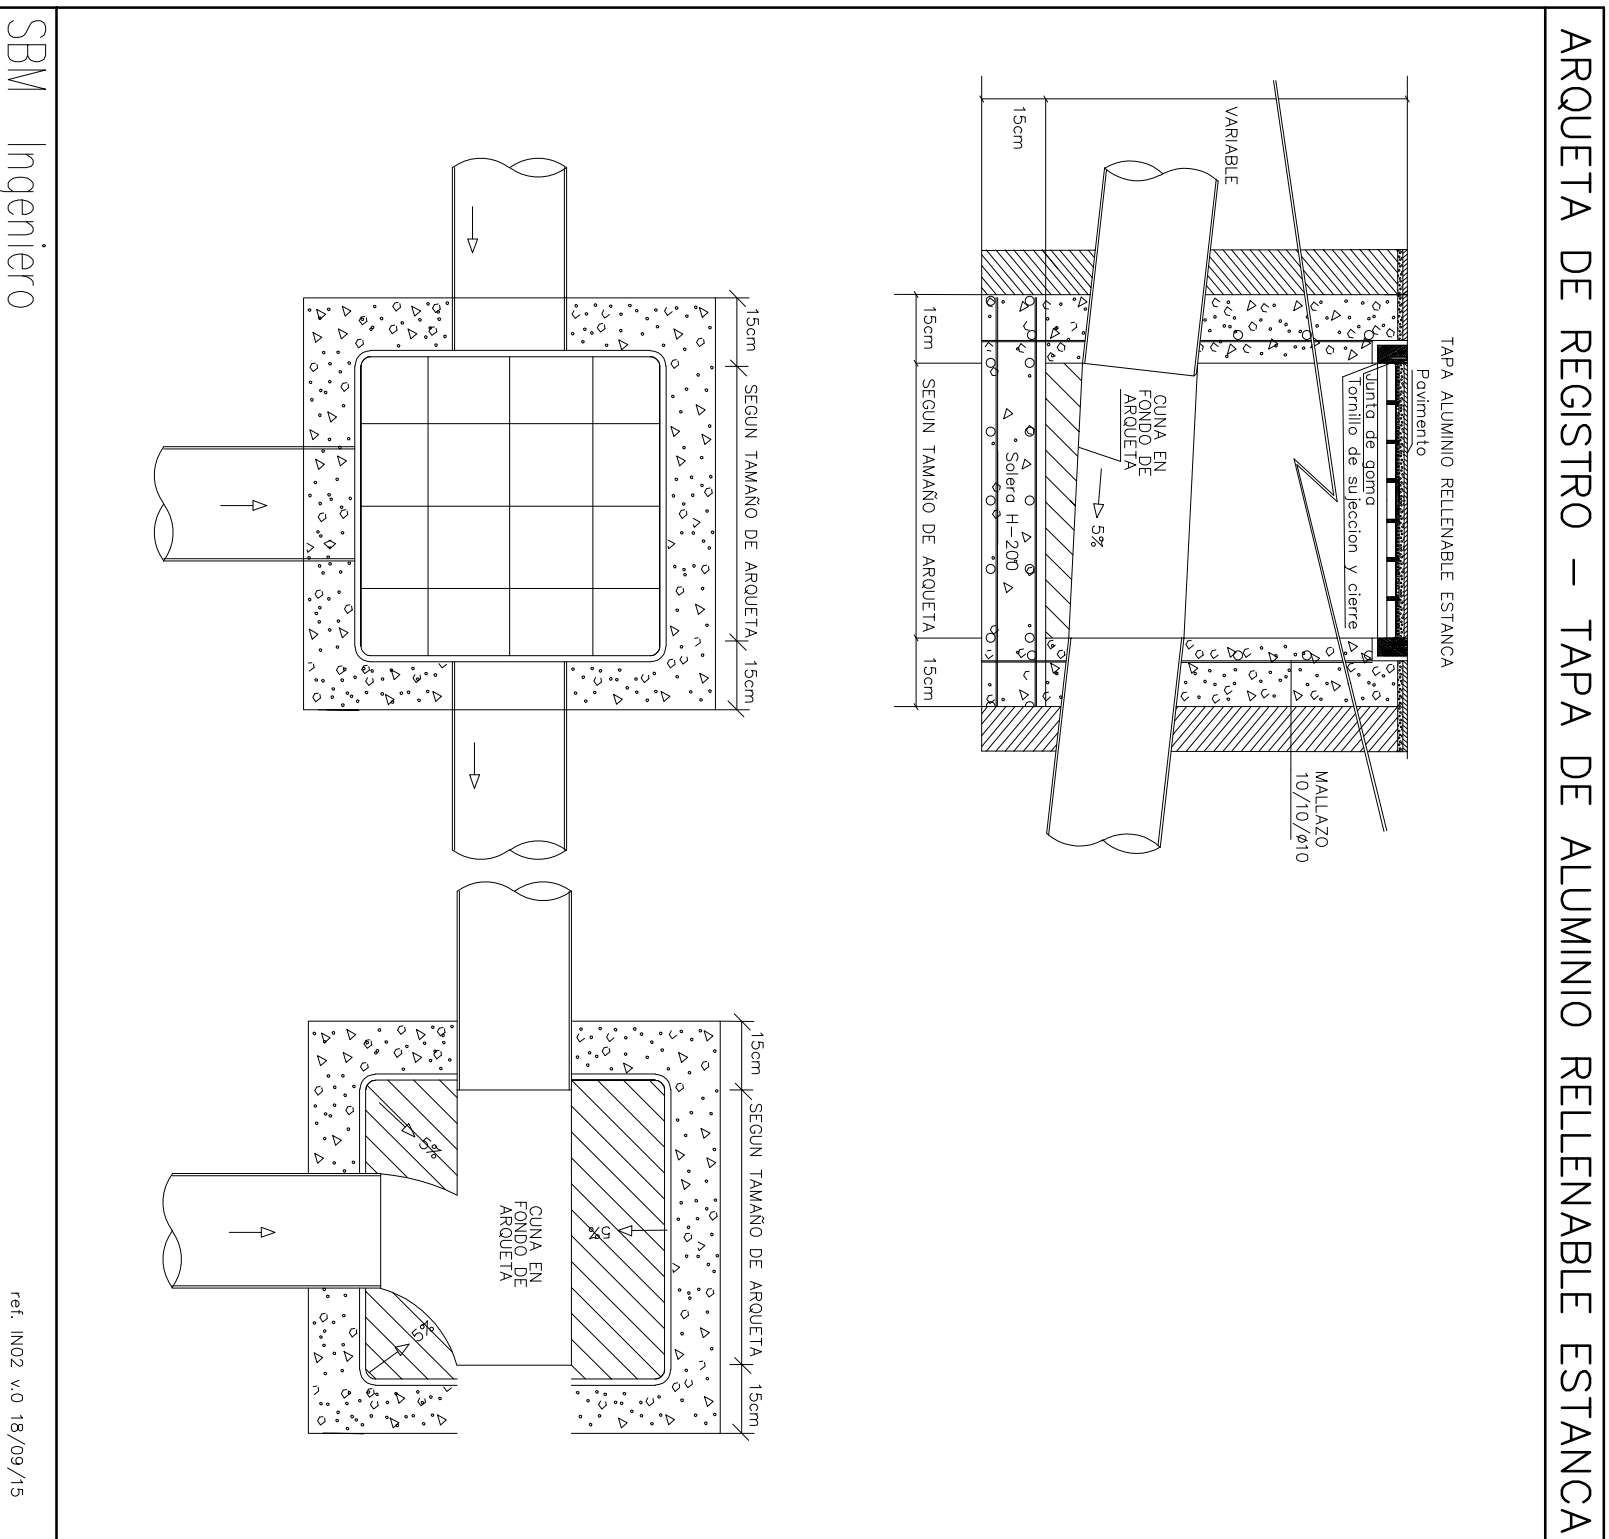 ARQUETA DE REGISTRO – TAPA DE ALUMINIO RELLENABLE ESTANCA
TAPA ALUMINIO RELLENABLE ESTANCA
Pavimento
Junta de goma
Tornillo de sujeccion y cierre
VARIABLE
15cm
MALLAZO
10/10/ø10
CUNA EN
FONDO DE
ARQUETA
5%
Solera H-200
15cm
SEGUN TAMAÑO DE ARQUETA
15cm
15cm
SEGUN TAMAÑO DE ARQUETA
15cm
15cm
SEGUN TAMAÑO DE ARQUETA
15cm
5%
CUNA EN
FONDO DE
ARQUETA
5%
5%
SBM Ingeniero
ref. IN02 v.0 18/09/15